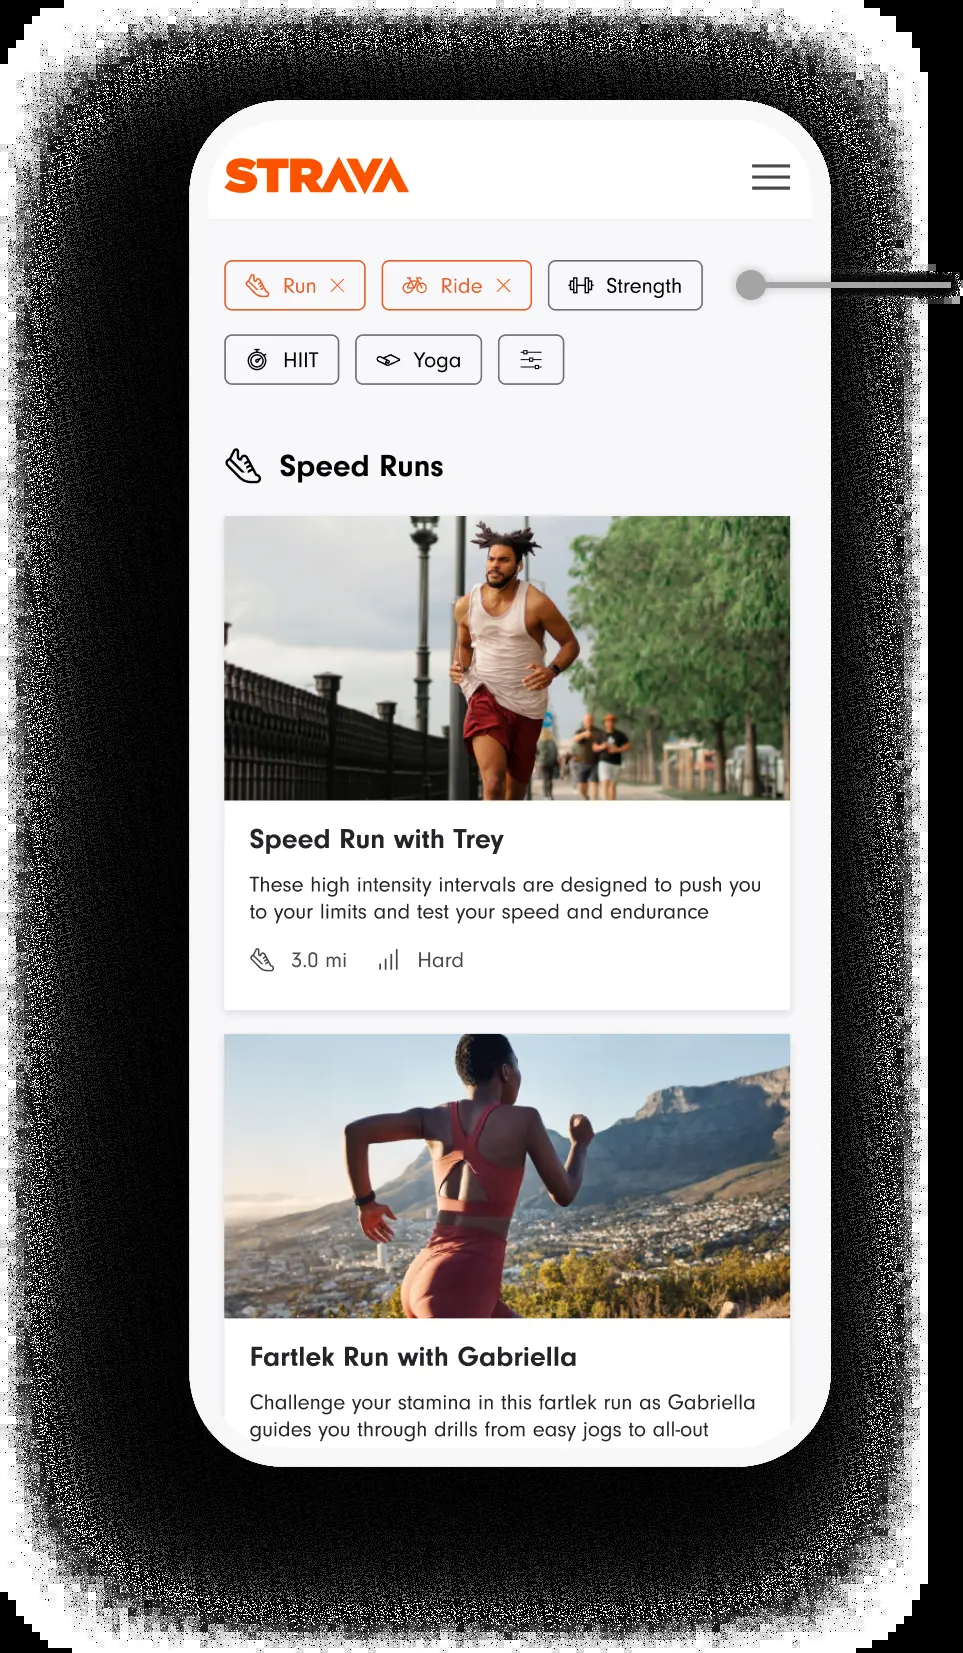 STRAVA
Run Ride Strength
HIIT Yoga
Speed Runs
Speed Run with Trey
These high intensity intervals are designed to push you
to your limits and test your speed and endurance
3.0 mi Hard
Fartlek Run with Gabriella
Challenge your stamina in this fartlek run as Gabriella
guides you through drills from easy jogs to all-out